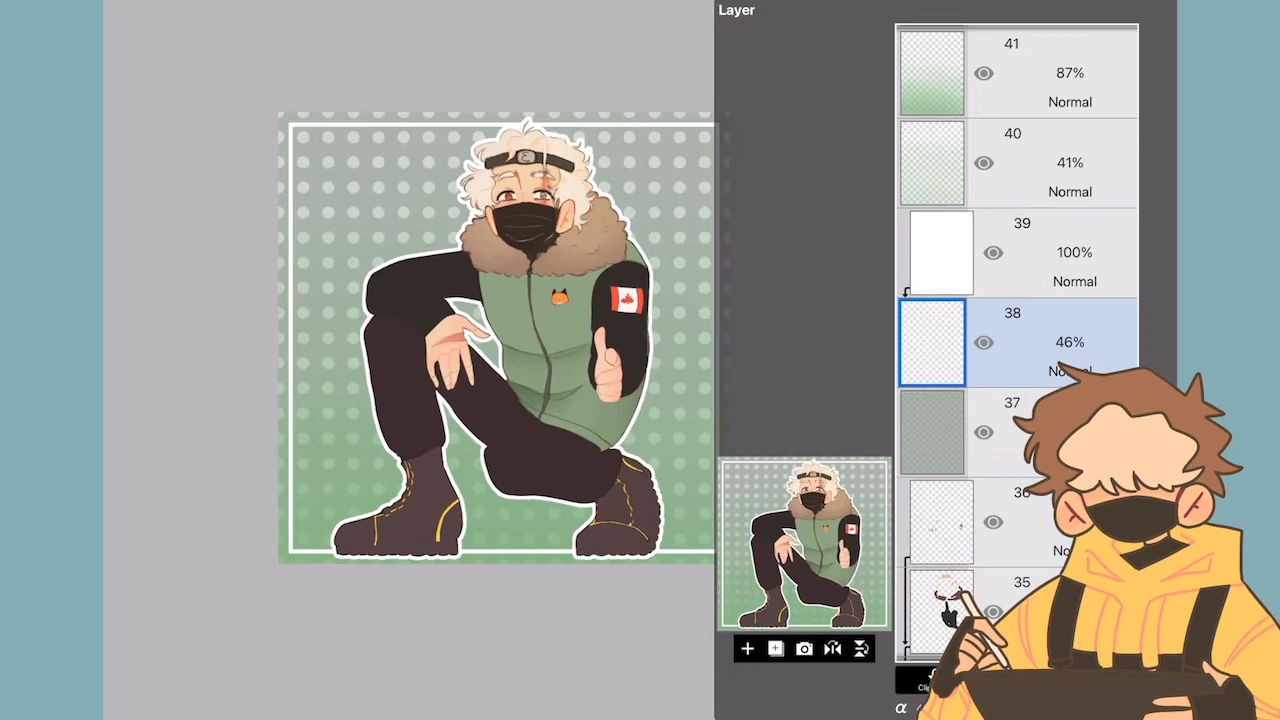 Layer
41
87%
Normal
40
41%
Normal
39
100%
Normal
38
46%
37
36
35
α